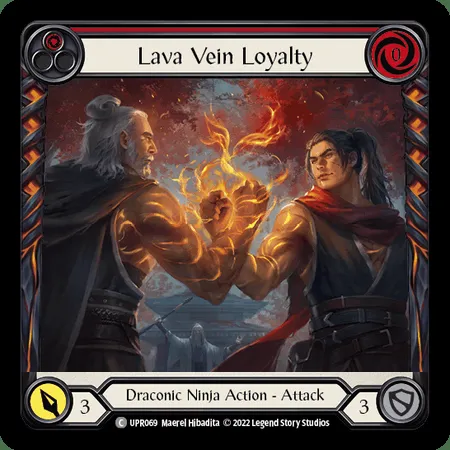 Lava Vein Loyalty
0
3
Draconic Ninja Action - Attack
3
C UPR069 Maerel Hibadita © 2022 Legend Story Studios